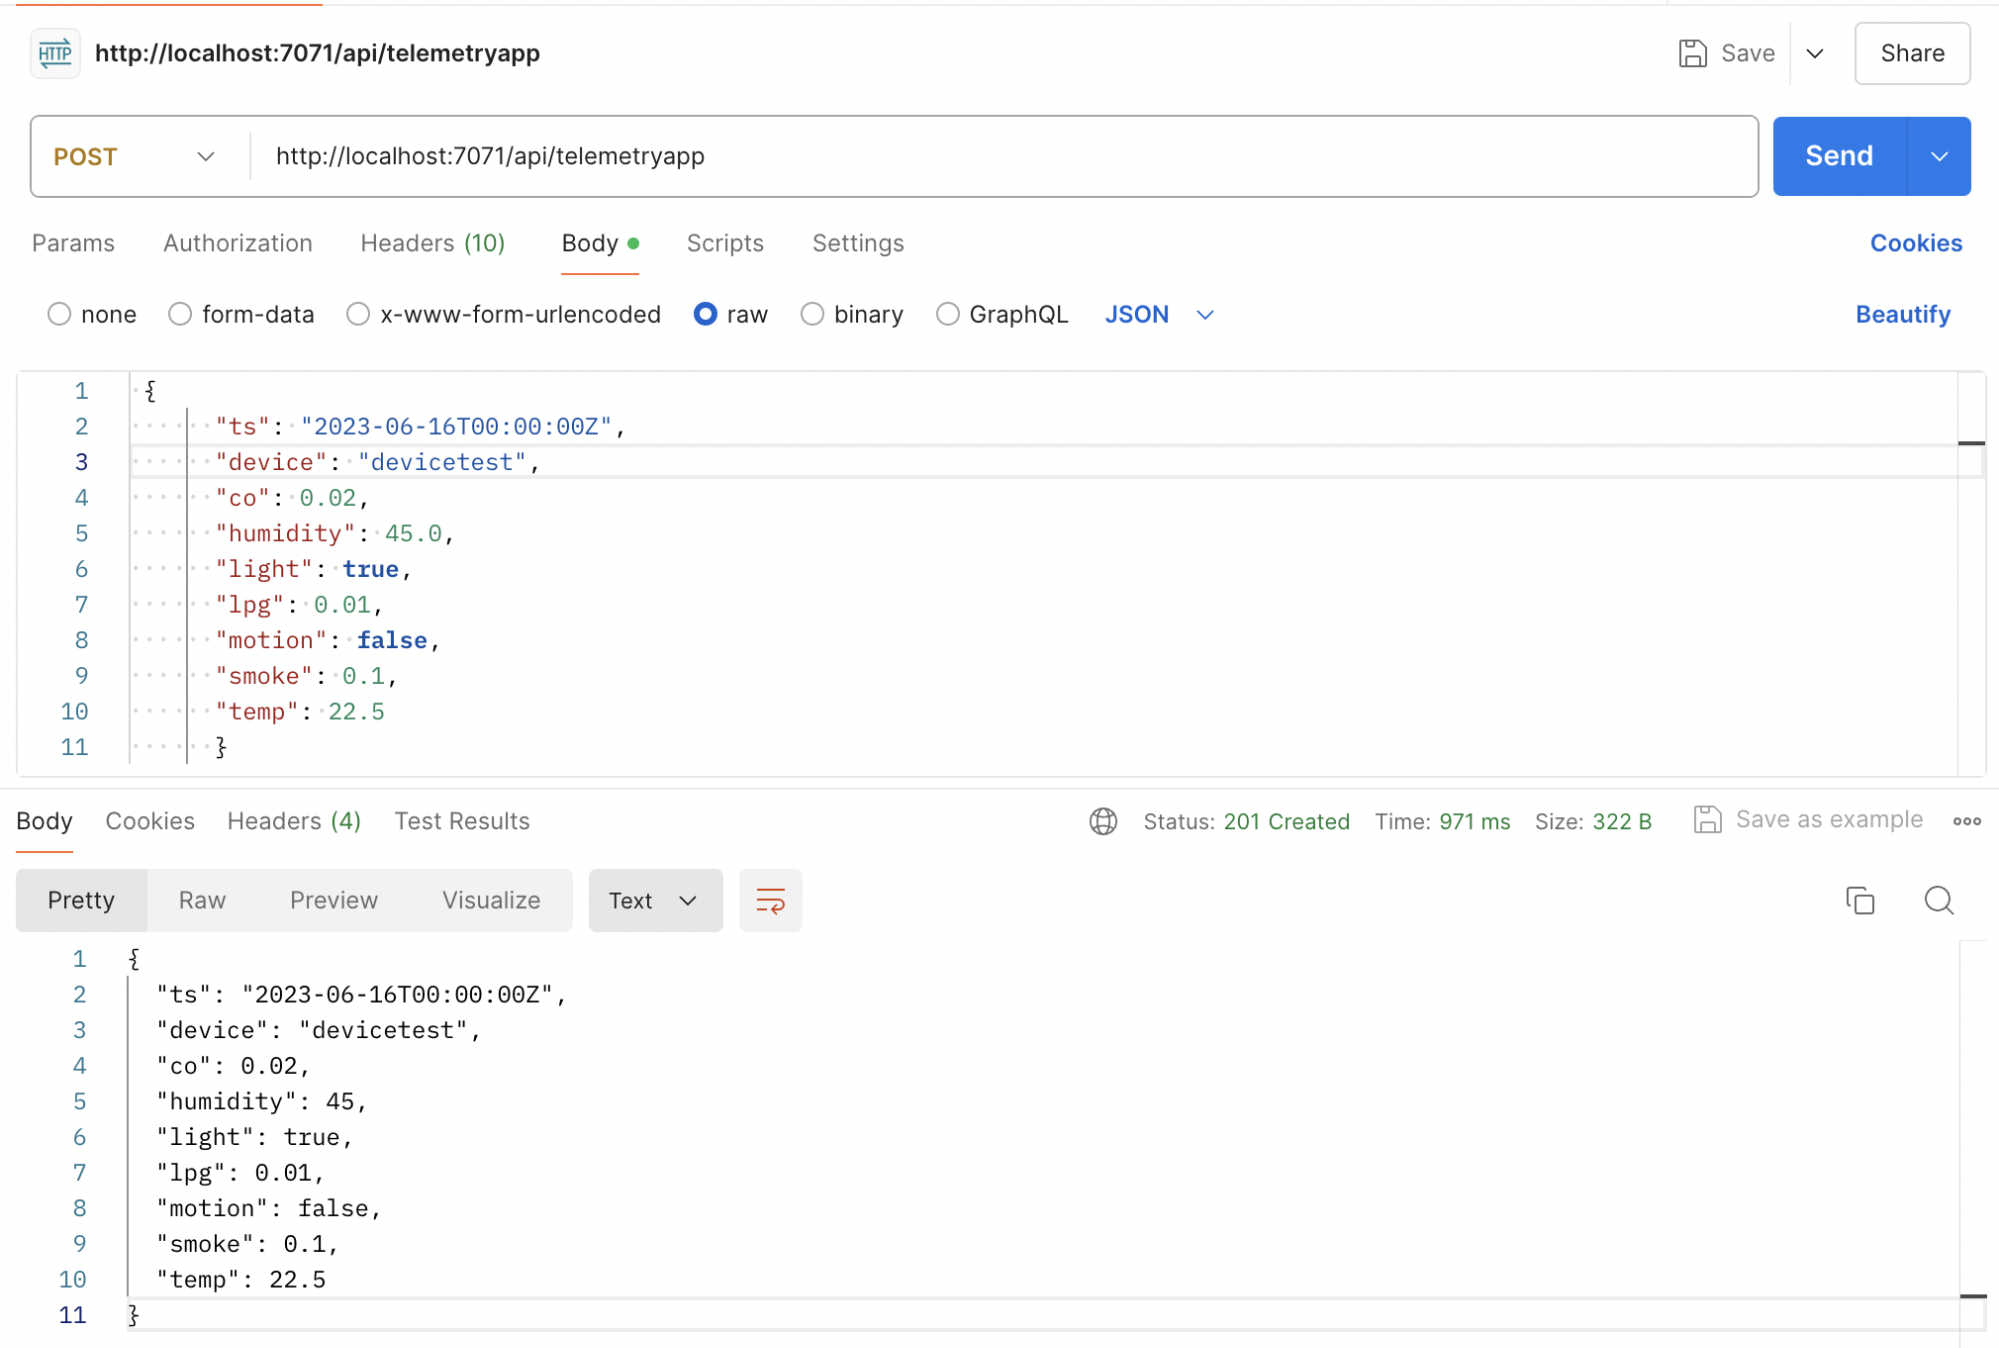 HTTP http://localhost:7071/api/telemetryapp Save Share
POST http://localhost:7071/api/telemetryapp Send
Params Authorization Headers (10) Body Scripts Settings Cookies
none form-data x-www-form-urlencoded raw binary GraphQL JSON Beautify
1 {
2 "ts": "2023-06-16T00:00:00Z",
3 "device": "devicetest",
4 "co": 0.02,
5 "humidity": 45.0,
6 "light": true,
7 "lpg": 0.01,
8 "motion": false,
9 "smoke": 0.1,
10 "temp": 22.5
11 }
Body Cookies Headers (4) Test Results Status: 201 Created Time: 971 ms Size: 322 B Save as example
Pretty Raw Preview Visualize Text
1 {
2 "ts": "2023-06-16T00:00:00Z",
3 "device": "devicetest",
4 "co": 0.02,
5 "humidity": 45,
6 "light": true,
7 "lpg": 0.01,
8 "motion": false,
9 "smoke": 0.1,
10 "temp": 22.5
11 }